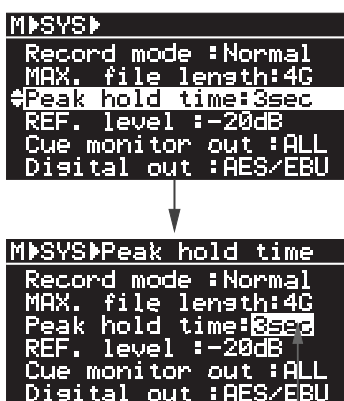 M▶SYS▶
Record mode :Normal
MAX. file length:4G
Peak hold time:3sec
REF. level :-20dB
Cue monitor out :ALL
Digital out :AES/EBU
M▶SYS▶Peak hold time
Record mode :Normal
MAX. file length:4G
Peak hold time:3sec
REF. level :-20dB
Cue monitor out :ALL
Digital out :AES/EBU